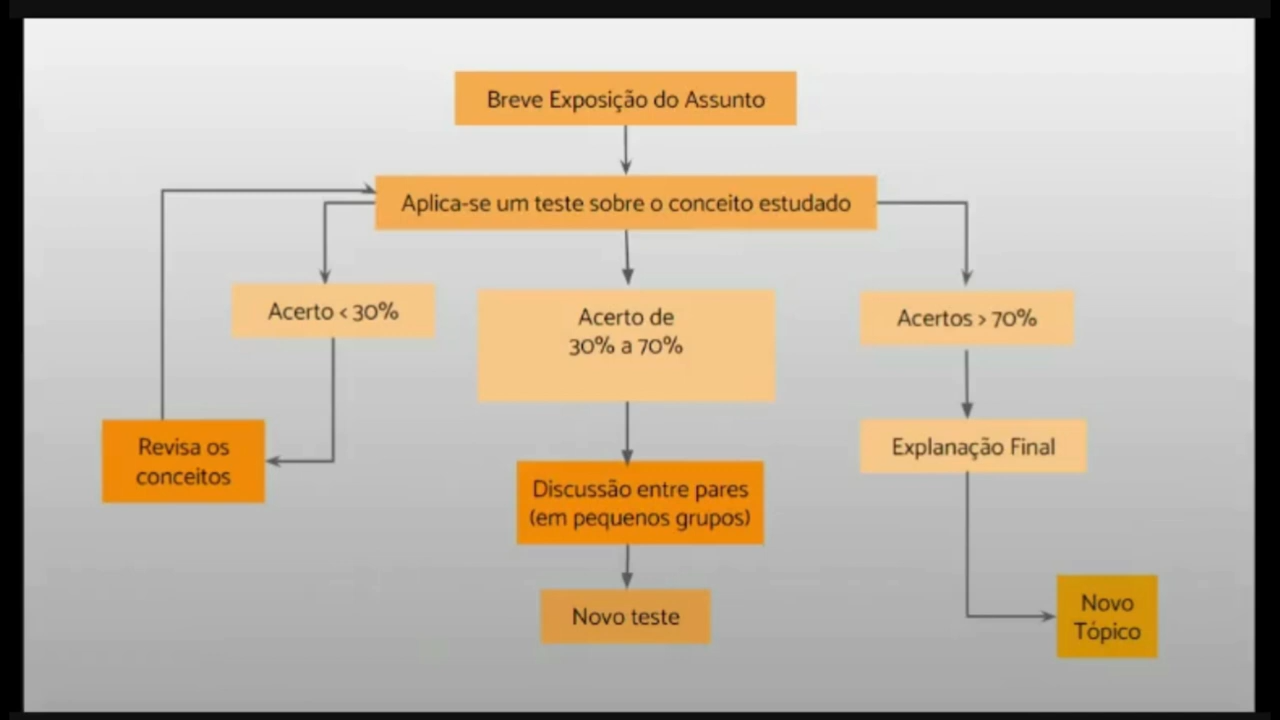 Breve Exposição do Assunto
Aplica-se um teste sobre o conceito estudado
Acerto < 30%
Acerto de
30% a 70%
Acertos > 70%
Revisa os
conceitos
Discussão entre pares
(em pequenos grupos)
Explanação Final
Novo teste
Novo
Tópico